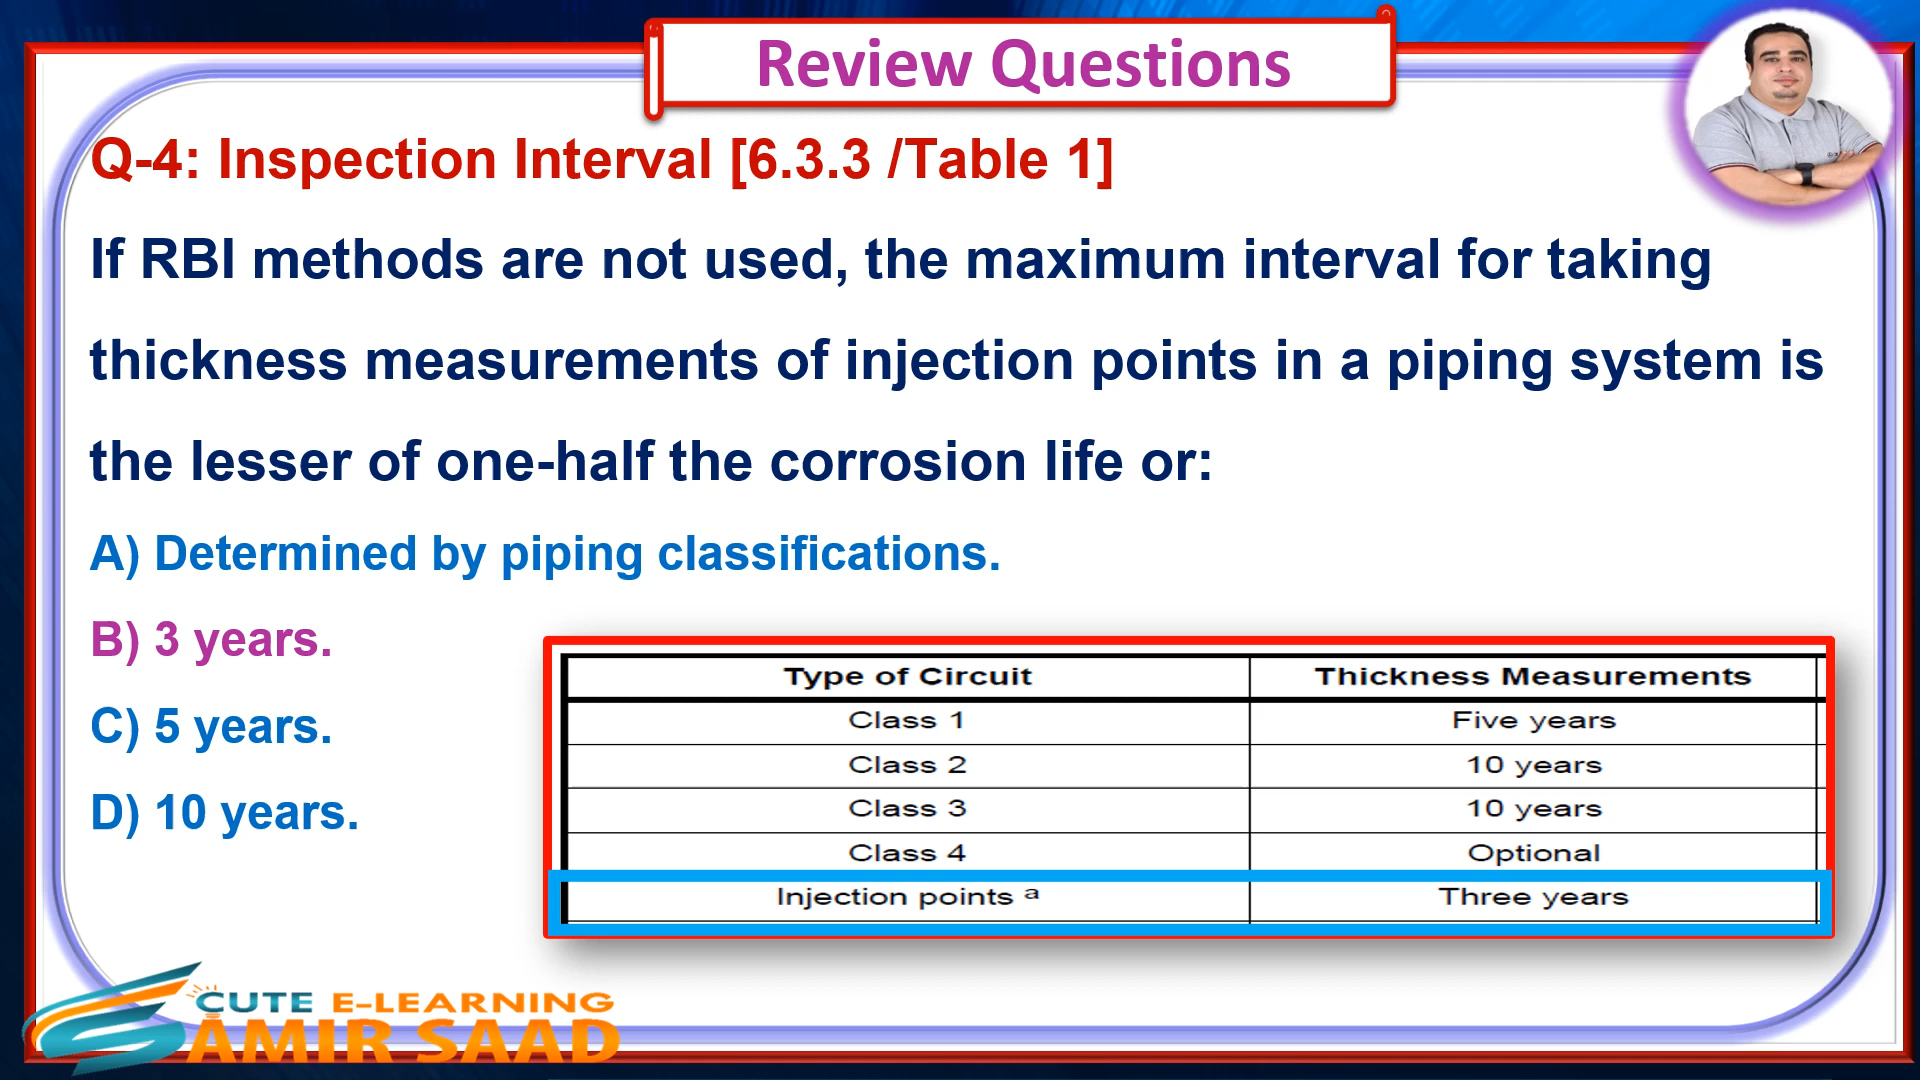 Review Questions
Q-4: Inspection Interval [6.3.3 /Table 1]
If RBI methods are not used, the maximum interval for taking
thickness measurements of injection points in a piping system is
the lesser of one-half the corrosion life or:
A) Determined by piping classifications.
B) 3 years.
C) 5 years.
D) 10 years.
Type of Circuit Thickness Measurements
Class 1 Five years
Class 2 10 years
Class 3 10 years
Class 4 Optional
Injection points a Three years
CUTE E-LEARNING
AMIR SAAD